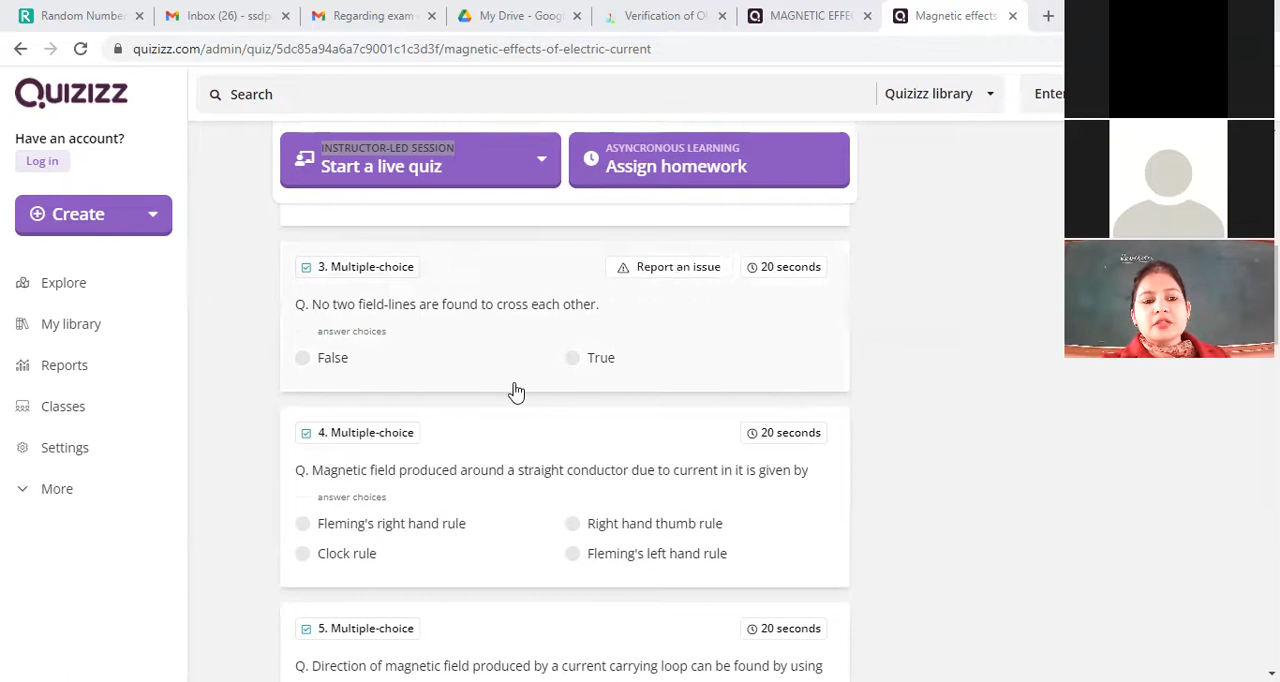 Random Number
Inbox (26) - ssdp
Regarding exam
My Drive - Goog
Verification of O
MAGNETIC EFFEC
Magnetic effects
quizizz.com/admin/quiz/5dc85a94a6a7c9001c1c3d3f/magnetic-effects-of-electric-current
QUIZIZZ
Search
Quizizz library
Enter
Have an account?
Log in
Create
Explore
My library
Reports
Classes
Settings
More
INSTRUCTOR-LED SESSION
Start a live quiz
ASYNCRONOUS LEARNING
Assign homework
3. Multiple-choice
Report an issue
20 seconds
Q. No two field-lines are found to cross each other.
answer choices
False
True
4. Multiple-choice
20 seconds
Q. Magnetic field produced around a straight conductor due to current in it is given by
answer choices
Fleming's right hand rule
Right hand thumb rule
Clock rule
Fleming's left hand rule
5. Multiple-choice
20 seconds
Q. Direction of magnetic field produced by a current carrying loop can be found by using